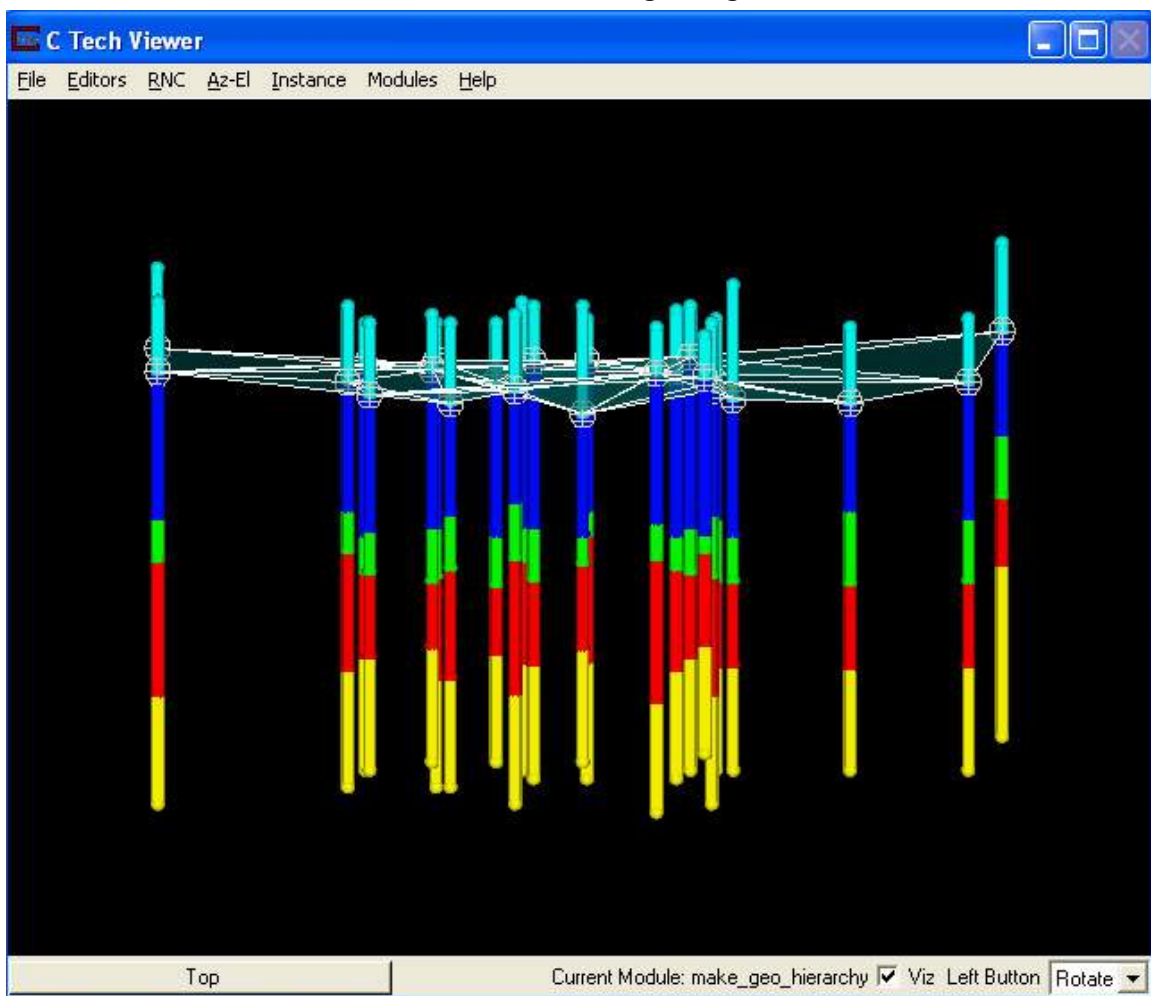 C Tech Viewer
File Editors RNC Az-El Instance Modules Help
Top Current Module: make_geo_hierarchy Viz Left Button Rotate